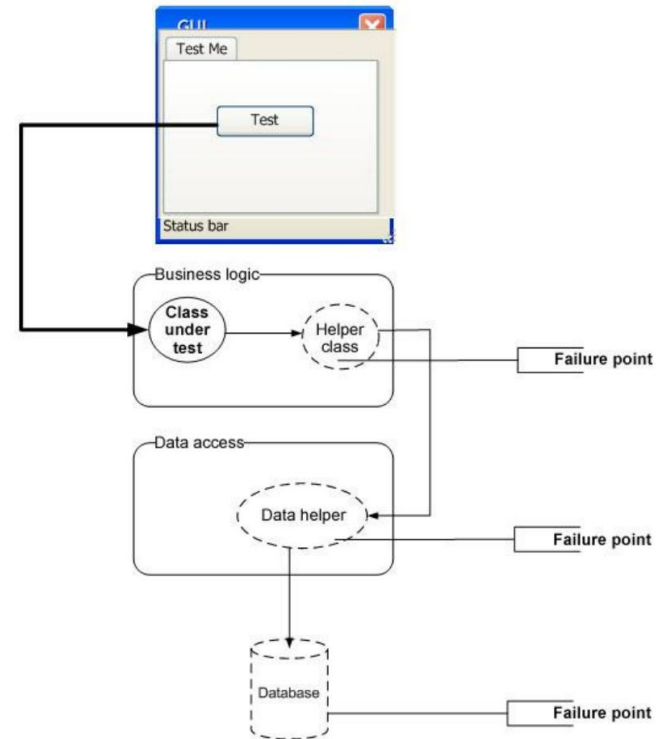 GUI
Test Me
Test
Status bar
Business logic
Class
under
test
Helper
class
Failure point
Data access
Data helper
Failure point
Database
Failure point